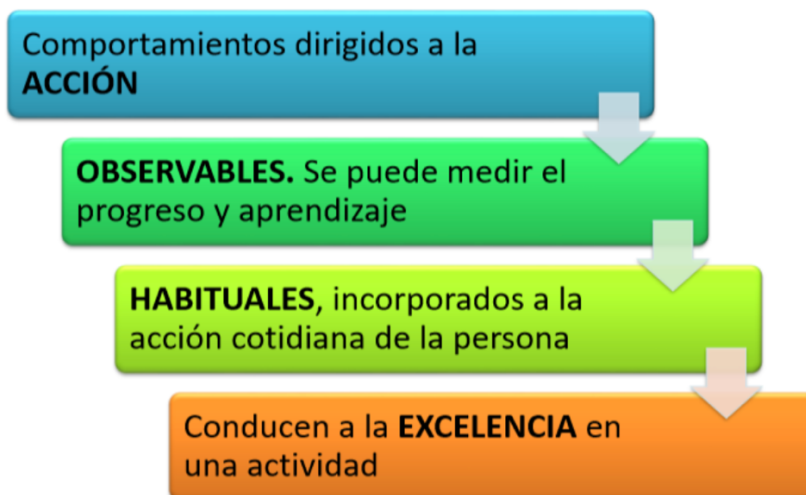 Comportamientos dirigidos a la
ACCIÓN
OBSERVABLES. Se puede medir el
progreso y aprendizaje
HABITUALES, incorporados a la
acción cotidiana de la persona
Conducen a la EXCELENCIA en
una actividad